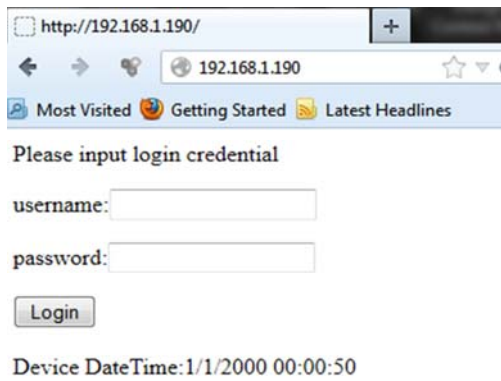 http://192.168.1.190/
192.168.1.190
Most Visited Getting Started Latest Headlines
Please input login credential
username:
password:
Login
Device DateTime:1/1/2000 00:00:50